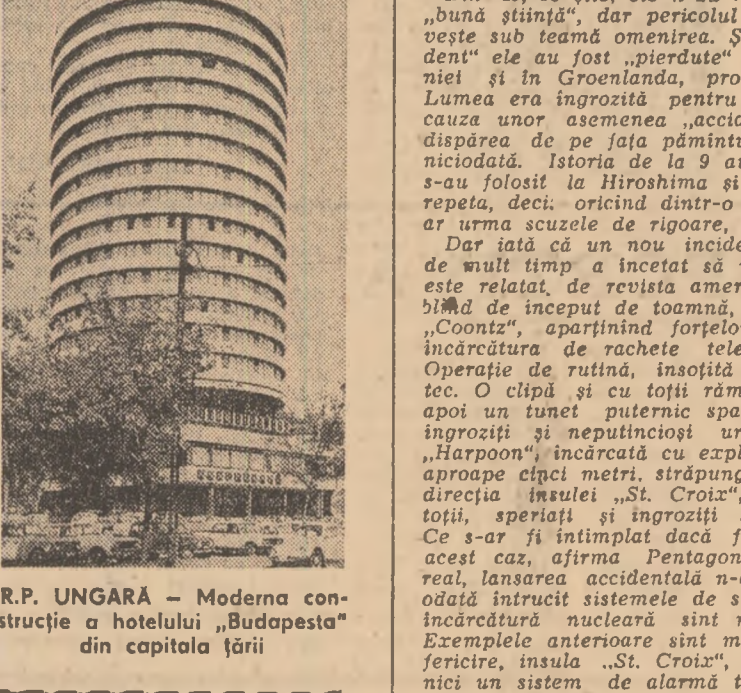 R.P. UNGARĂ — Moderna con-
strucție a hotelului „Budapesta"
din capitala țării
„bună știință", dar pericolul
vește sub teamă omenirea.
dent" ele au fost „pierdute"
niei și în Groenlanda, pro
Lumea era îngrozită pentru
cauza unor asemenea „accid
dispărea de pe fața pămîntu
niciodată. Istoria de la 9 au
s-au folosit la Hiroshima și
repeta, deci: oricînd dintr-o
ar urma scuzele de rigoare,
Dar iată că un nou incide
de mult timp a încetat să
este relatat de revista amer
blînd de început de toamnă,
„Coontz", aparținînd forțelo
încărcătura de rachete tele
Operație de rutină, însoțită
tec. O clipă și cu toții răm
apoi un tunet puternic spa
îngroziți și neputincioși ur
„Harpoon", încărcată cu expl
aproape cinci metri, străpung
direcția insulei „St. Croix",
toții, speriați și îngroziți
Ce s-ar fi întîmplat dacă f
acest caz, afirma Pentagon
real, lansarea accidentală n-
odată întrucît sistemele de s
încărcătură nucleară sînt
Exemplele anterioare sînt m
fericire, insula „St. Croix",
nici un sistem de alarmă t